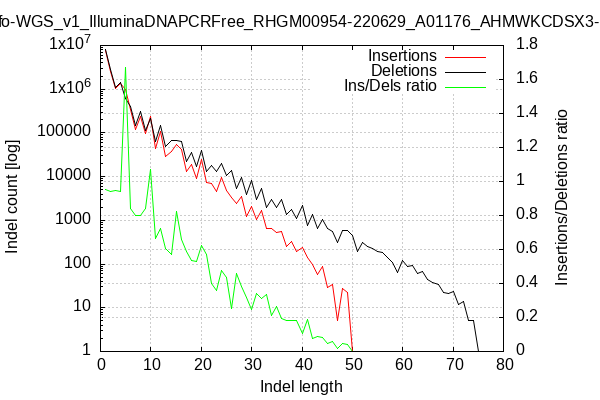 fo-WGS_v1_IlluminaDNAPCRFree_RHGM00954-220629_A01176_AHMWKCDSX3-
Insertions
Deletions
Ins/Dels ratio
Indel count [log]
1x10^7
1x10^6
100000
10000
1000
100
10
1
Insertions/Deletions ratio
1.8
1.6
1.4
1.2
1
0.8
0.6
0.4
0.2
0
0 10 20 30 40 50 60 70 80
Indel length